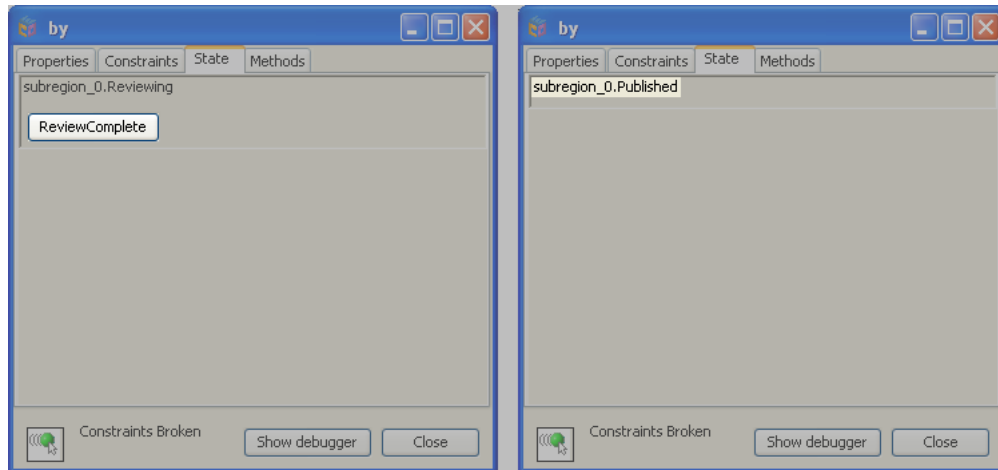 by
Properties Constraints State Methods
subregion_0.Reviewing
ReviewComplete
Constraints Broken
Show debugger Close
by
Properties Constraints State Methods
subregion_0.Published
Constraints Broken
Show debugger Close